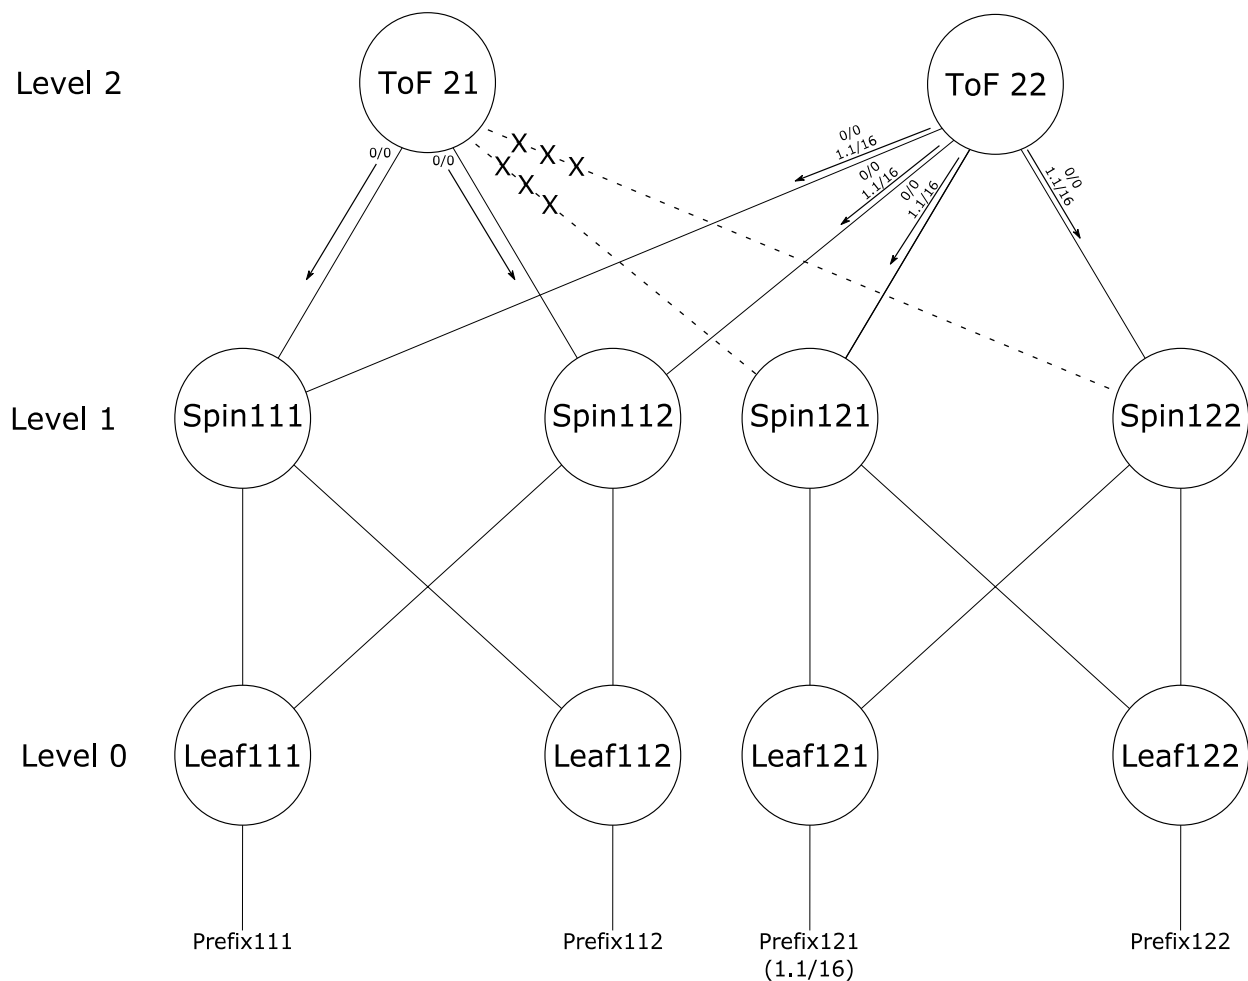 Level 2
ToF 21
ToF 22
0/0
0/0
X X X
X X X
0/0
1.1/16
0/0
1.1/16
0/0
1.1/16
0/0
1.1/16
Level 1
Spin111
Spin112
Spin121
Spin122
Level 0
Leaf111
Leaf112
Leaf121
Leaf122
Prefix111
Prefix112
Prefix121
(1.1/16)
Prefix122